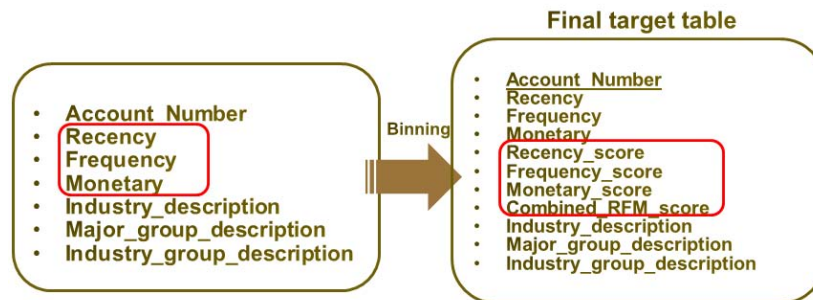 Final target table
• Account_Number
• Recency
• Frequency
• Monetary
• Industry_description
• Major_group_description
• Industry_group_description
Binning
• Account_Number
• Recency
• Frequency
• Monetary
• Recency_score
• Frequency_score
• Monetary_score
• Combined_RFM_score
• Industry_description
• Major_group_description
• Industry_group_description